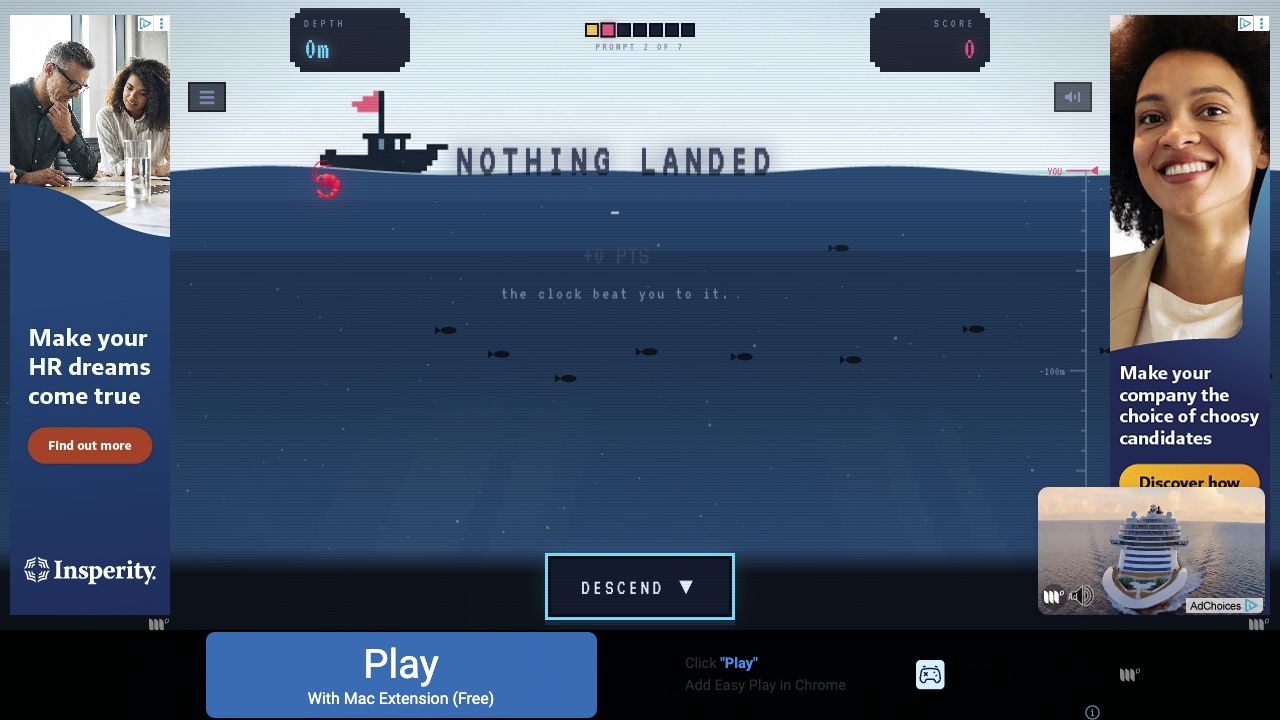 DEPTH
0m
PROMPT 2 OF 7
SCORE
0
NOTHING LANDED
YOU
-
+0 PTS
the clock beat you to it.
-100m
DESCEND ▼
Make your
HR dreams
come true
Find out more
Insperity.
Make your
company the
choice of choosy
candidates
Discover how
Ad
AdChoices
Play
With Mac Extension (Free)
Click "Play"
Add Easy Play in Chrome